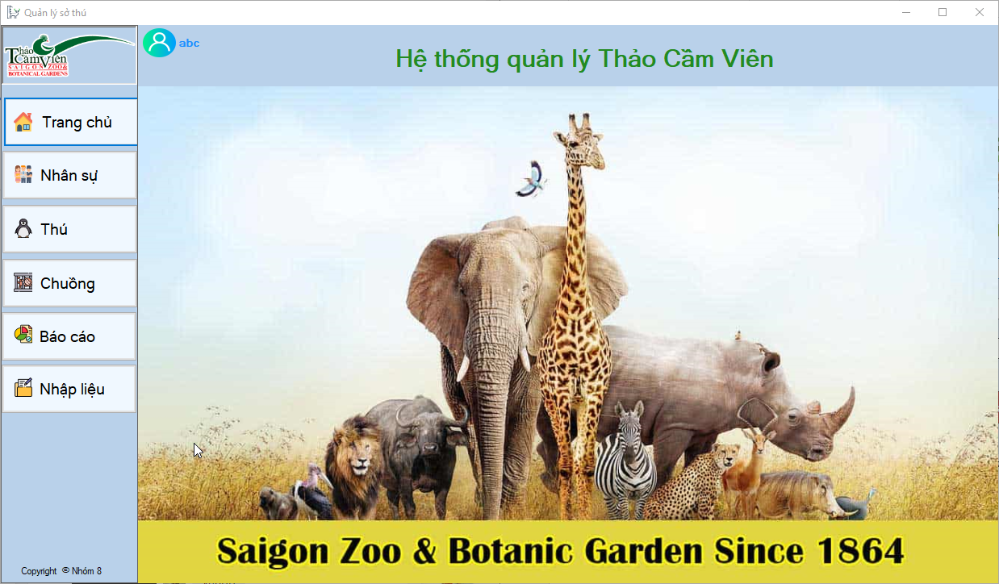 Quản lý sở thú
Thảo
Cầm Viên
SAIGON ZOO&
BOTANICAL GARDENS
abc
Hệ thống quản lý Thảo Cầm Viên
Trang chủ
Nhân sự
Thú
Chuồng
Báo cáo
Nhập liệu
Saigon Zoo & Botanic Garden Since 1864
Copyright © Nhóm 8